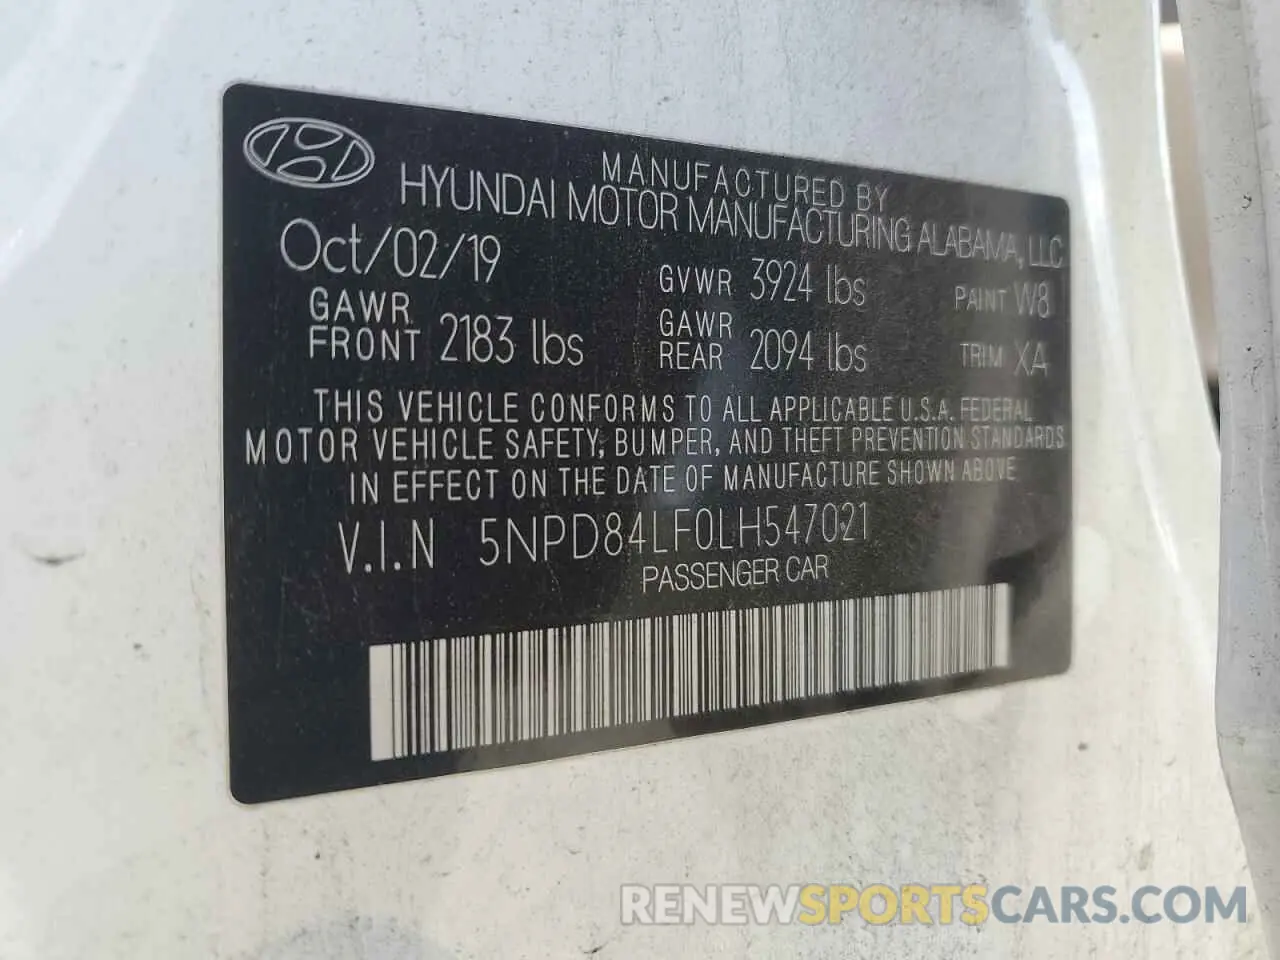 MANUFACTURED BY
HYUNDAI MOTOR MANUFACTURING ALABAMA, LLC
Oct/02/19 GVWR 3924 lbs PAINT W8
GAWR FRONT 2183 lbs GAWR REAR 2094 lbs TRIM XA
THIS VEHICLE CONFORMS TO ALL APPLICABLE U.S.A. FEDERAL
MOTOR VEHICLE SAFETY, BUMPER, AND THEFT PREVENTION STANDARDS
IN EFFECT ON THE DATE OF MANUFACTURE SHOWN ABOVE
V.I.N 5NPD84LF0LH547021
PASSENGER CAR
RENEWSPORTSCARS.COM